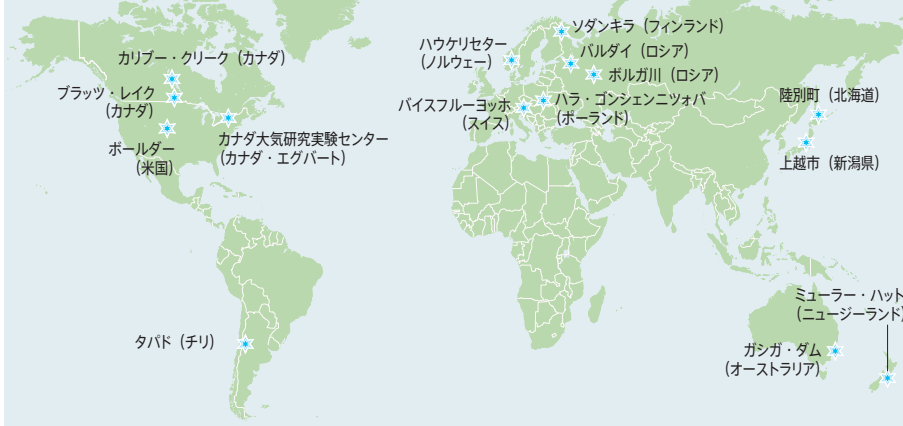 カリブー・クリーク（カナダ）
ブラッツ・レイク
（カナダ）
ボールダー
（米国）
カナダ大気研究実験センター
（カナダ・エグバート）
タパド（チリ）
ハウケリセター
（ノルウェー）
ソダンキラ（フィンランド）
バルダイ（ロシア）
ボルガ川（ロシア）
バイスフルーヨッホ
（スイス）
ハラ・ゴンシェンニツォバ
（ポーランド）
陸別町（北海道）
上越市（新潟県）
ミューラー・ハット
（ニュージーランド）
ガシガ・ダム
（オーストラリア）